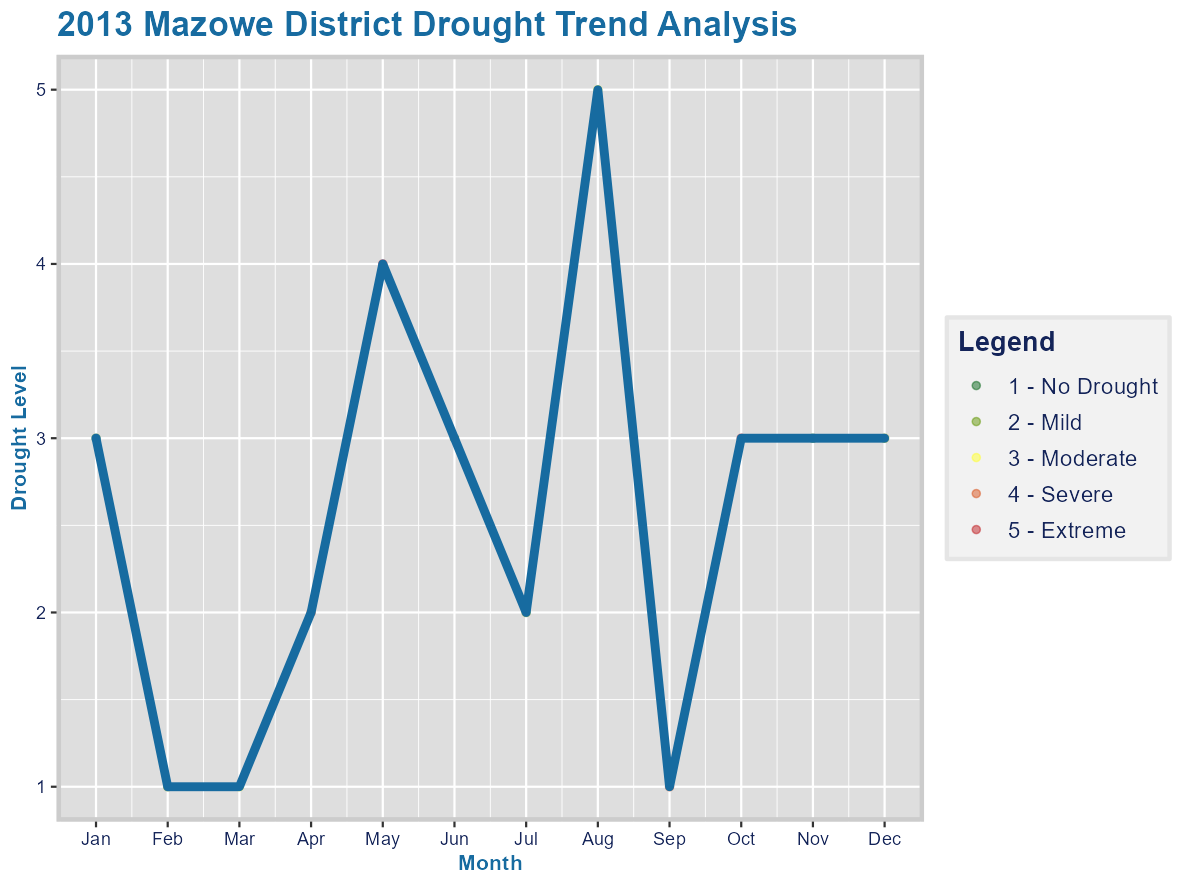 2013 Mazowe District Drought Trend Analysis
Drought Level
5
4
3
2
1
Jan Feb Mar Apr May Jun Jul Aug Sep Oct Nov Dec
Month
Legend
1 - No Drought
2 - Mild
3 - Moderate
4 - Severe
5 - Extreme